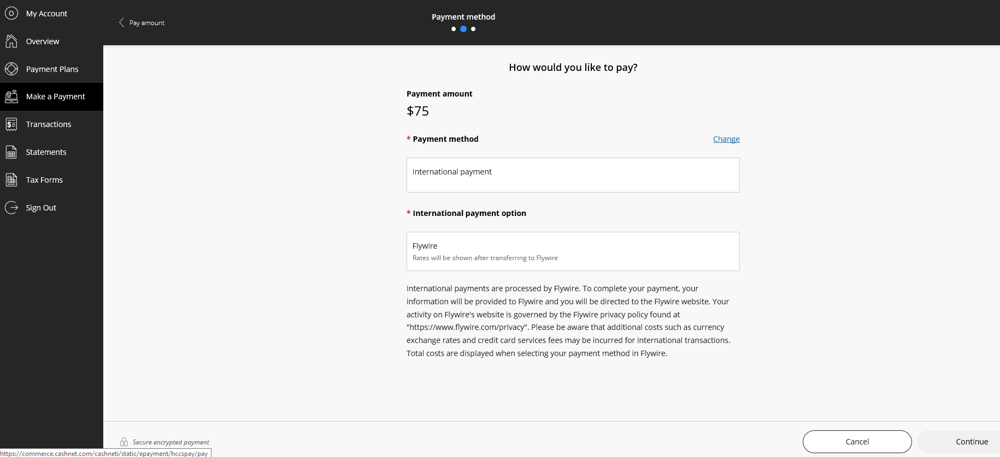 O My Account
Overview
Payment Plans
Make a Payment
Transactions
Statements
Tax Forms
Sign Out
Pay amount
Payment method
How would you like to pay?
Payment amount
$75
* Payment method Change
International payment
* International payment option
Flywire
Rates will be shown after transferring to Flywire
International payments are processed by Flywire. To complete your payment, your
information will be provided to Flywire and you will be directed to the Flywire website. Your
activity on Flywire's website is governed by the Flywire privacy policy found at
"https://www.flywire.com/privacy". Please be aware that additional costs such as currency
exchange rates and credit card services fees may be incurred for international transactions.
Total costs are displayed when selecting your payment method in Flywire.
Secure encrypted payment
Cancel Continue
https://commerce.cashnet.com/cashneti/static/epayment/hccspay/pay